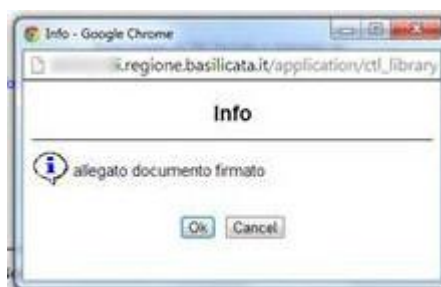 Info - Google Chrome
i.regione.basilicata.it/application/ctl_library
Info
allegato documento firmato
Ok Cancel